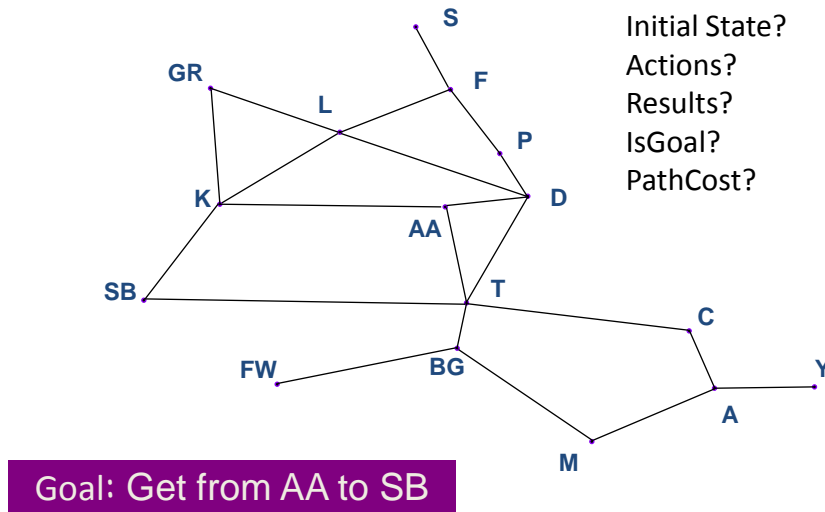 S
Initial State?
Actions?
Results?
IsGoal?
PathCost?
GR
F
L
P
K
D
AA
SB
T
C
FW
BG
Y
A
M
Goal: Get from AA to SB